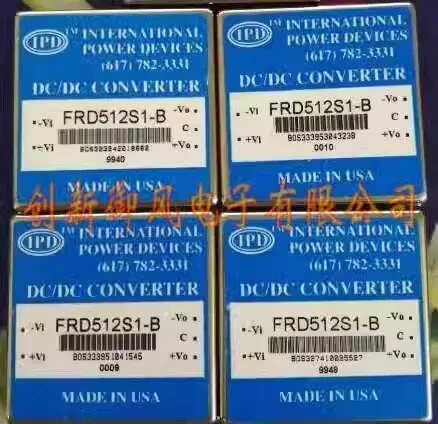 IPD TM INTERNATIONAL
POWER DEVICES
(617) 782-3331
DC/DC CONVERTER
-Vi FRD512S1-B -Vo
C
+Vi +Vo
9940
MADE IN USA
IPD TM INTERNATIONAL
POWER DEVICES
(617) 782-3331
DC/DC CONVERTER
-Vi FRD512S1-B -Vo
C
+Vi BOS333953043238 +Vo
0010
MADE IN USA
创新御风电子有限公司
IPD TM INTERNATIONAL
POWER DEVICES
(617) 782-3331
DC/DC CONVERTER
-Vi FRD512S1-B -Vo
C
+Vi BOS333951041545 +Vo
0009
MADE IN USA
IPD TM INTERNATIONAL
POWER DEVICES
(617) 782-3331
DC/DC CONVERTER
-Vi FRD512S1-B -Vo
C
+Vi +Vo
9948
MADE IN USA